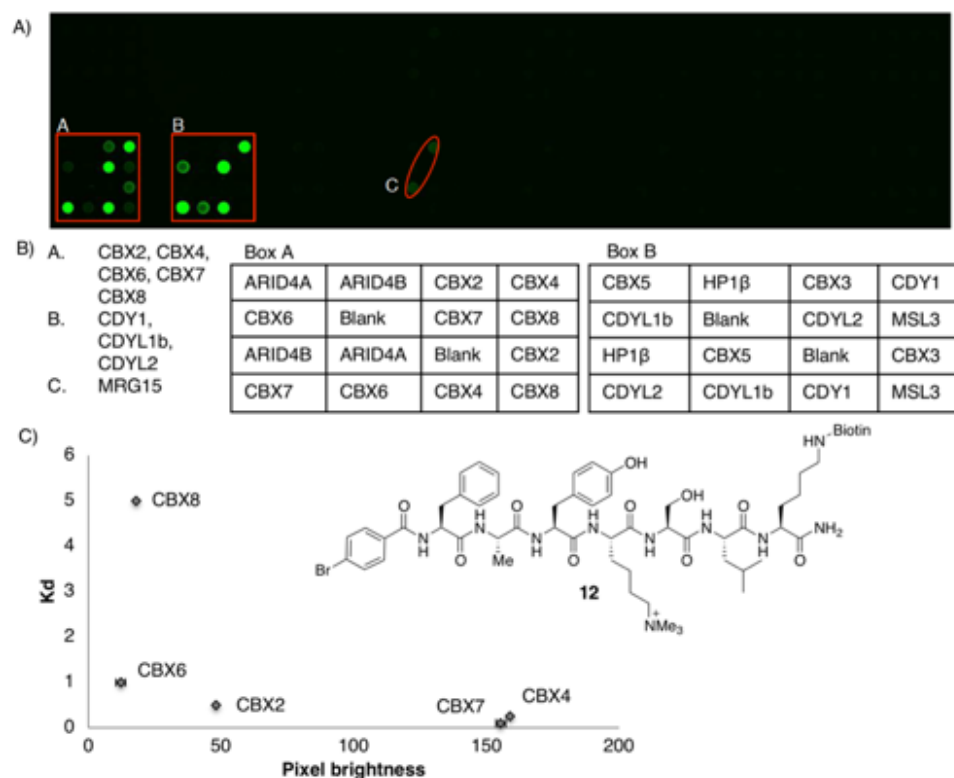 A)
A
B
C
B)
A. CBX2, CBX4,
CBX6, CBX7
CBX8
B. CDY1,
CDYL1b,
CDYL2
C. MRG15
Box A
ARID4A ARID4B CBX2 CBX4
CBX6 Blank CBX7 CBX8
ARID4B ARID4A Blank CBX2
CBX7 CBX6 CBX4 CBX8
Box B
CBX5 HP1β CBX3 CDY1
CDYL1b Blank CDYL2 MSL3
HP1β CBX5 Blank CBX3
CDYL2 CDYL1b CDY1 MSL3
C)
6
5
4
3
2
1
0
Kd
0 50 100 150 200
Pixel brightness
CBX8
CBX6
CBX2
CBX7
CBX4
Br
O
N
H
O
Me
H
N
O
N
H
OH
O
H
N
NMe3
+
O
N
H
OH
O
H
N
O
N
H
O
NH2
HN
Biotin
12